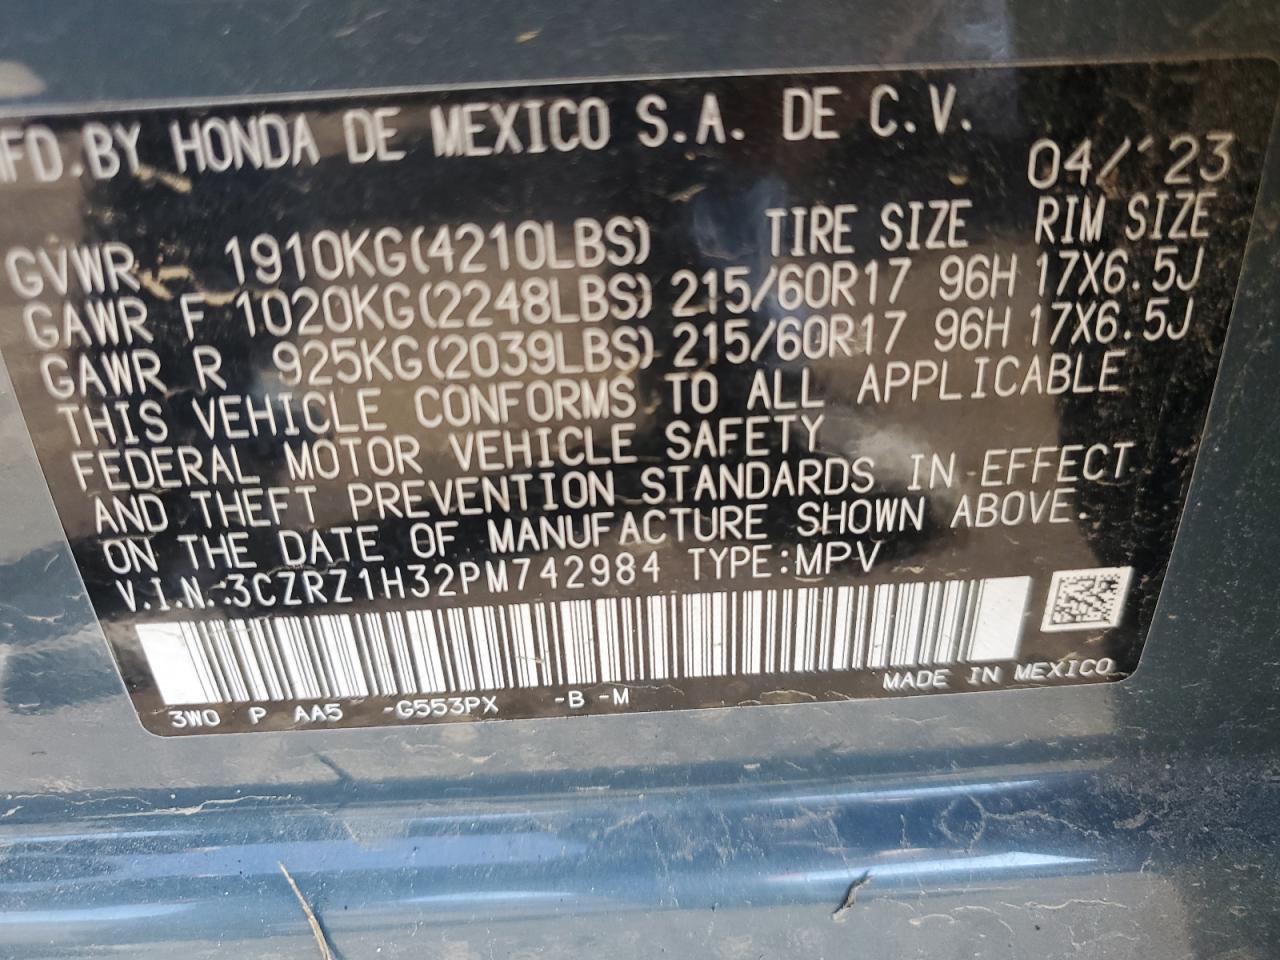 MFD.BY HONDA DE MEXICO S.A. DE C.V.
04/'23
GVWR 1910KG(4210LBS) TIRE SIZE RIM SIZE
GAWR F 1020KG(2248LBS) 215/60R17 96H 17X6.5J
GAWR R 925KG(2039LBS) 215/60R17 96H 17X6.5J
THIS VEHICLE CONFORMS TO ALL APPLICABLE
FEDERAL MOTOR VEHICLE SAFETY
AND THEFT PREVENTION STANDARDS IN EFFECT
ON THE DATE OF MANUFACTURE SHOWN ABOVE.
V.I.N.:3CZRZ1H32PM742984 TYPE:MPV
3W0 P AA5 -G553PX -B -M MADE IN MEXICO